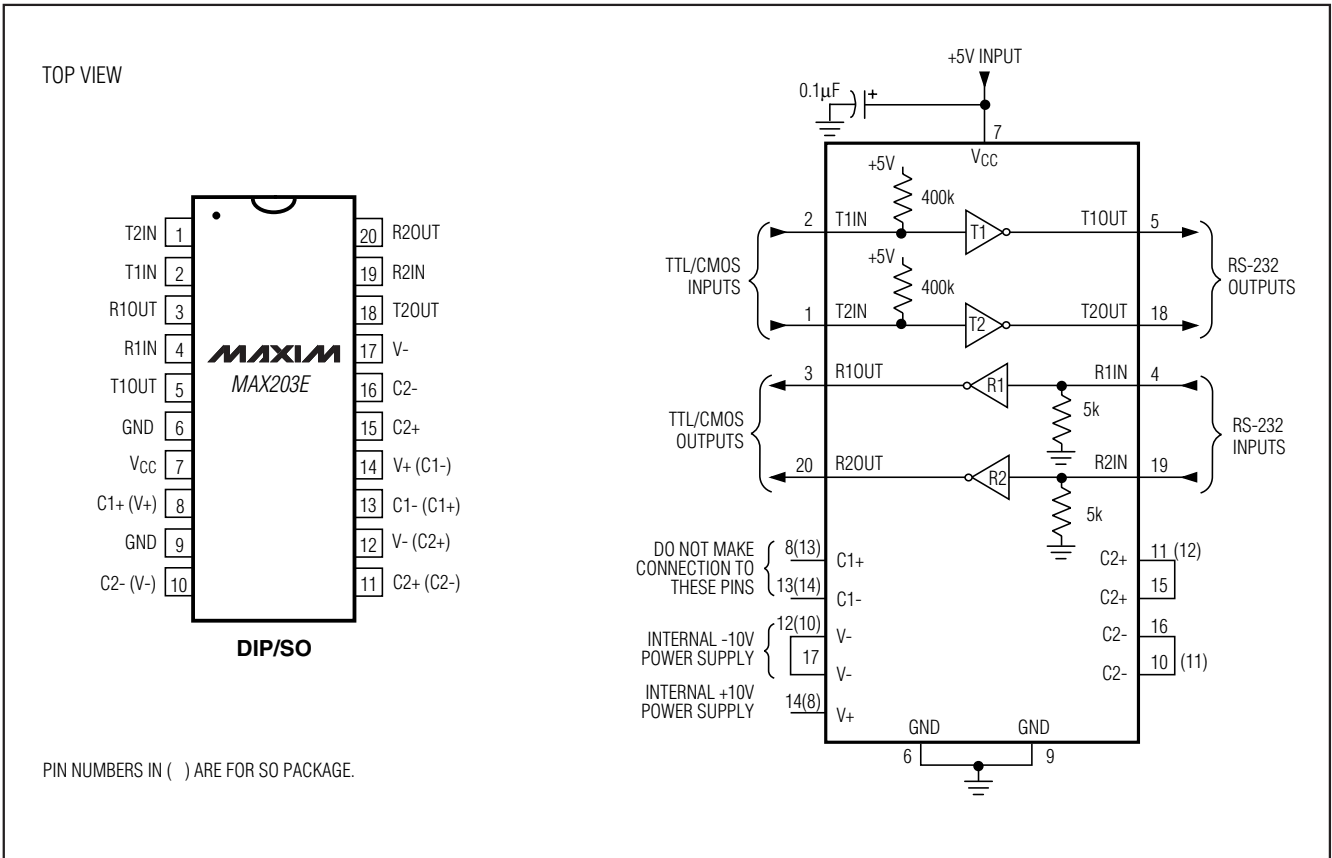 TOP VIEW
T2IN 1
T1IN 2
R1OUT 3
R1IN 4
T1OUT 5
GND 6
VCC 7
C1+ (V+) 8
GND 9
C2- (V-) 10
MAXIM
MAX203E
20 R2OUT
19 R2IN
18 T2OUT
17 V-
16 C2-
15 C2+
14 V+ (C1-)
13 C1- (C1+)
12 V- (C2+)
11 C2+ (C2-)
DIP/SO
PIN NUMBERS IN ( ) ARE FOR SO PACKAGE.
+5V INPUT
0.1µF +
7
VCC
+5V
400k
2 T1IN T1 T1OUT 5
TTL/CMOS
INPUTS
+5V
400k
RS-232
OUTPUTS
1 T2IN T2 T2OUT 18
3 R1OUT R1 R1IN 4
5k
TTL/CMOS
OUTPUTS
RS-232
INPUTS
20 R2OUT R2 R2IN 19
5k
DO NOT MAKE
CONNECTION TO
THESE PINS
8(13) C1+
13(14) C1-
C2+ 11 (12)
C2+ 15
INTERNAL -10V
POWER SUPPLY
12(10) V-
17 V-
C2- 16
C2- 10 (11)
INTERNAL +10V
POWER SUPPLY
14(8) V+
GND GND
6 9